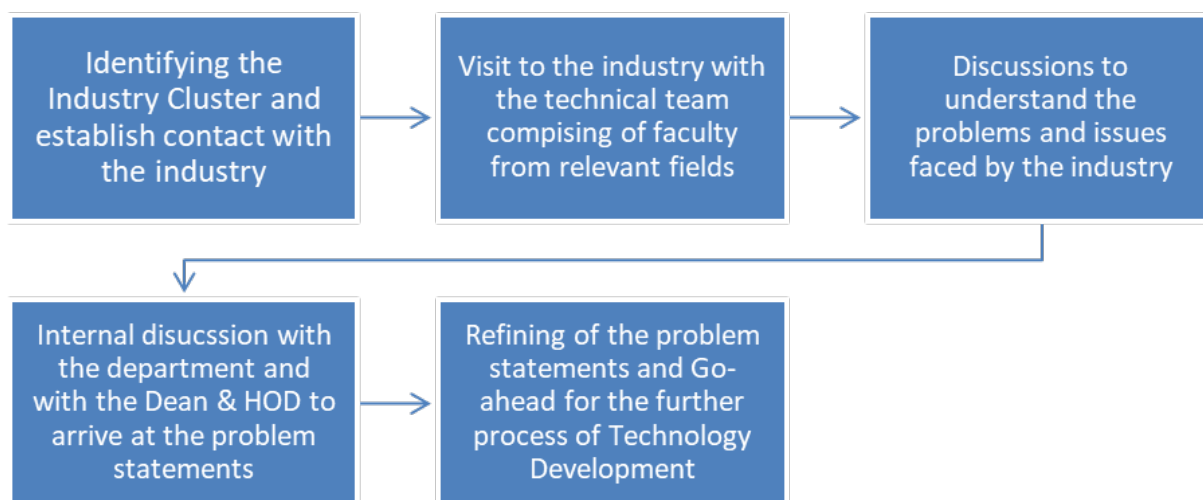 Identifying the
Industry Cluster and
establish contact with
the industry
Visit to the industry with
the technical team
compising of faculty
from relevant fields
Discussions to
understand the
problems and issues
faced by the industry
Internal disucssion with
the department and
with the Dean & HOD to
arrive at the problem
statements
Refining of the problem
statements and Go-
ahead for the further
process of Technology
Development